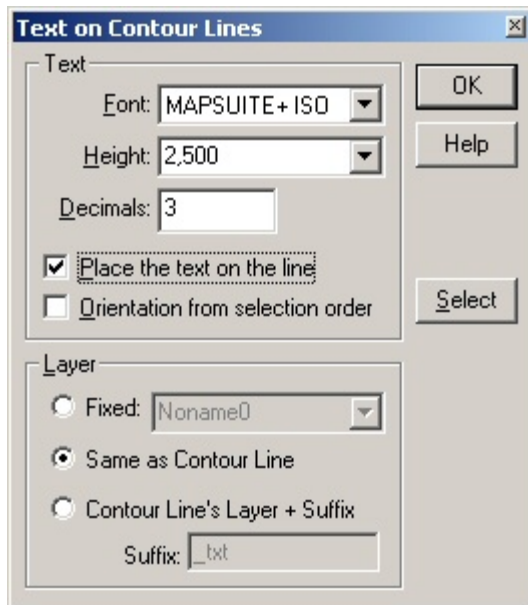 Text on Contour Lines
Text
Font: MAPSUITE+ ISO
Height: 2,500
Decimals: 3
Place the text on the line
Orientation from selection order
OK
Help
Select
Layer
Fixed: Noname0
Same as Contour Line
Contour Line's Layer + Suffix
Suffix: _txt